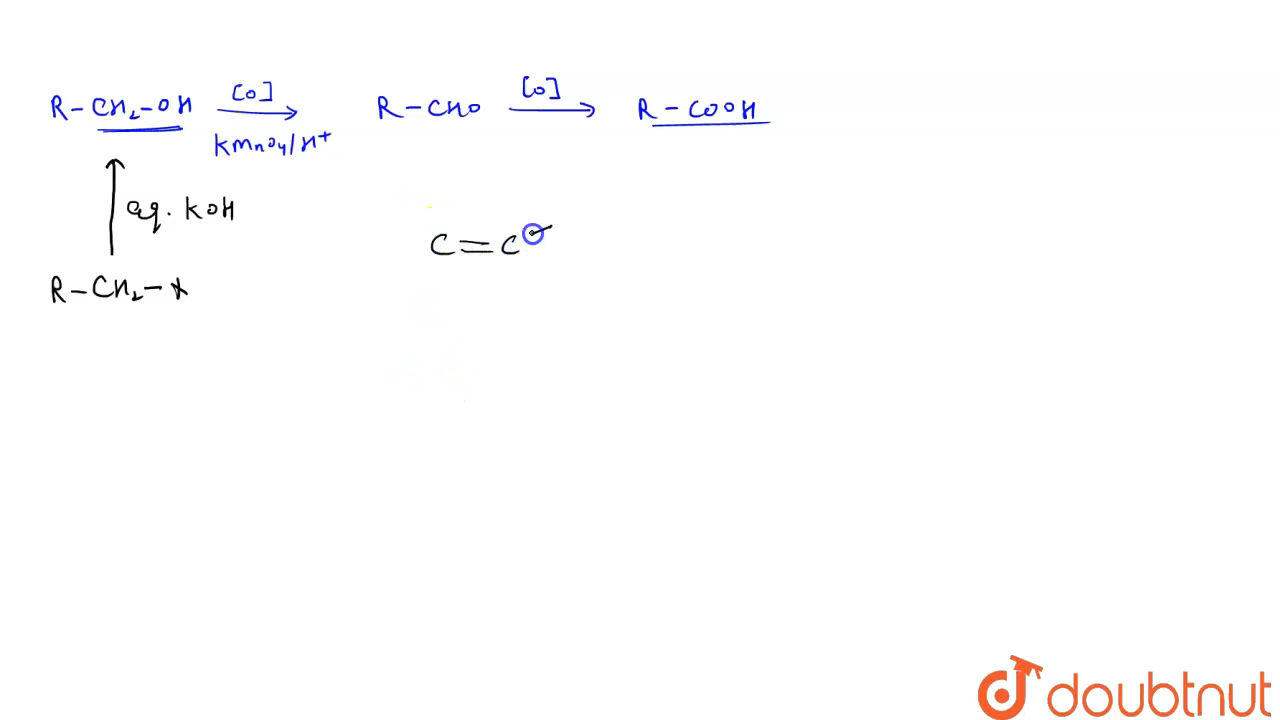 R-CH₂-OH [O] KMnO₄/H⁺ R-CHO [O] R-COOH
aq. KOH
C=C
R-CH₂-X
doubtnut